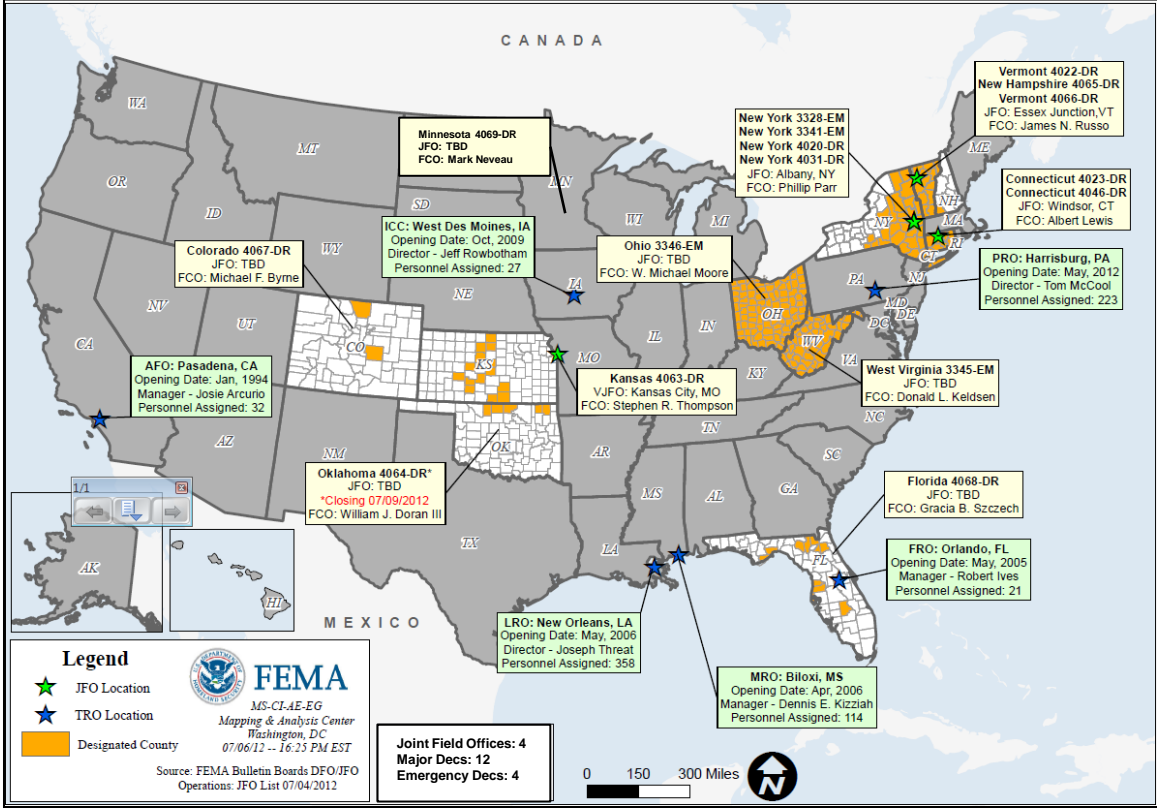 CANADA
WA
MT
OR
ID
WY
SD
MN
WI
MI
NY
ME
NH
MA
RI
CT
NJ
PA
MD
DE
DC
NV
UT
CA
NE
IA
IL
IN
OH
WV
VA
KY
CO
KS
MO
AZ
NM
OK
AR
TN
NC
SC
TX
LA
MS
AL
GA
FL
AK
HI
MEXICO
Vermont 4022-DR
New Hampshire 4065-DR
Vermont 4066-DR
JFO: Essex Junction,VT
FCO: James N. Russo
New York 3328-EM
New York 3341-EM
New York 4020-DR
New York 4031-DR
JFO: Albany, NY
FCO: Phillip Parr
Minnesota 4069-DR
JFO: TBD
FCO: Mark Neveau
Connecticut 4023-DR
Connecticut 4046-DR
JFO: Windsor, CT
FCO: Albert Lewis
ICC: West Des Moines, IA
Opening Date: Oct, 2009
Director - Jeff Rowbotham
Personnel Assigned: 27
Colorado 4067-DR
JFO: TBD
FCO: Michael F. Byrne
Ohio 3346-EM
JFO: TBD
FCO: W. Michael Moore
PRO: Harrisburg, PA
Opening Date: May, 2012
Director - Tom McCool
Personnel Assigned: 223
AFO: Pasadena, CA
Opening Date: Jan, 1994
Manager - Josie Arcurio
Personnel Assigned: 32
Kansas 4063-DR
VJFO: Kansas City, MO
FCO: Stephen R. Thompson
West Virginia 3345-EM
JFO: TBD
FCO: Donald L. Keldsen
Oklahoma 4064-DR*
JFO: TBD
*Closing 07/09/2012
FCO: William J. Doran III
Florida 4068-DR
JFO: TBD
FCO: Gracia B. Szczech
FRO: Orlando, FL
Opening Date: May, 2005
Manager - Robert Ives
Personnel Assigned: 21
LRO: New Orleans, LA
Opening Date: May, 2006
Director - Joseph Threat
Personnel Assigned: 358
MRO: Biloxi, MS
Opening Date: Apr, 2006
Manager - Dennis E. Kizziah
Personnel Assigned: 114
1/1
Legend
JFO Location
TRO Location
Designated County
FEMA
MS-CI-AE-EG
Mapping & Analysis Center
Washington, DC
07/06/12 -- 16:25 PM EST
Source: FEMA Bulletin Boards DFO/JFO
Operations: JFO List 07/04/2012
Joint Field Offices: 4
Major Decs: 12
Emergency Decs: 4
0 150 300 Miles
N